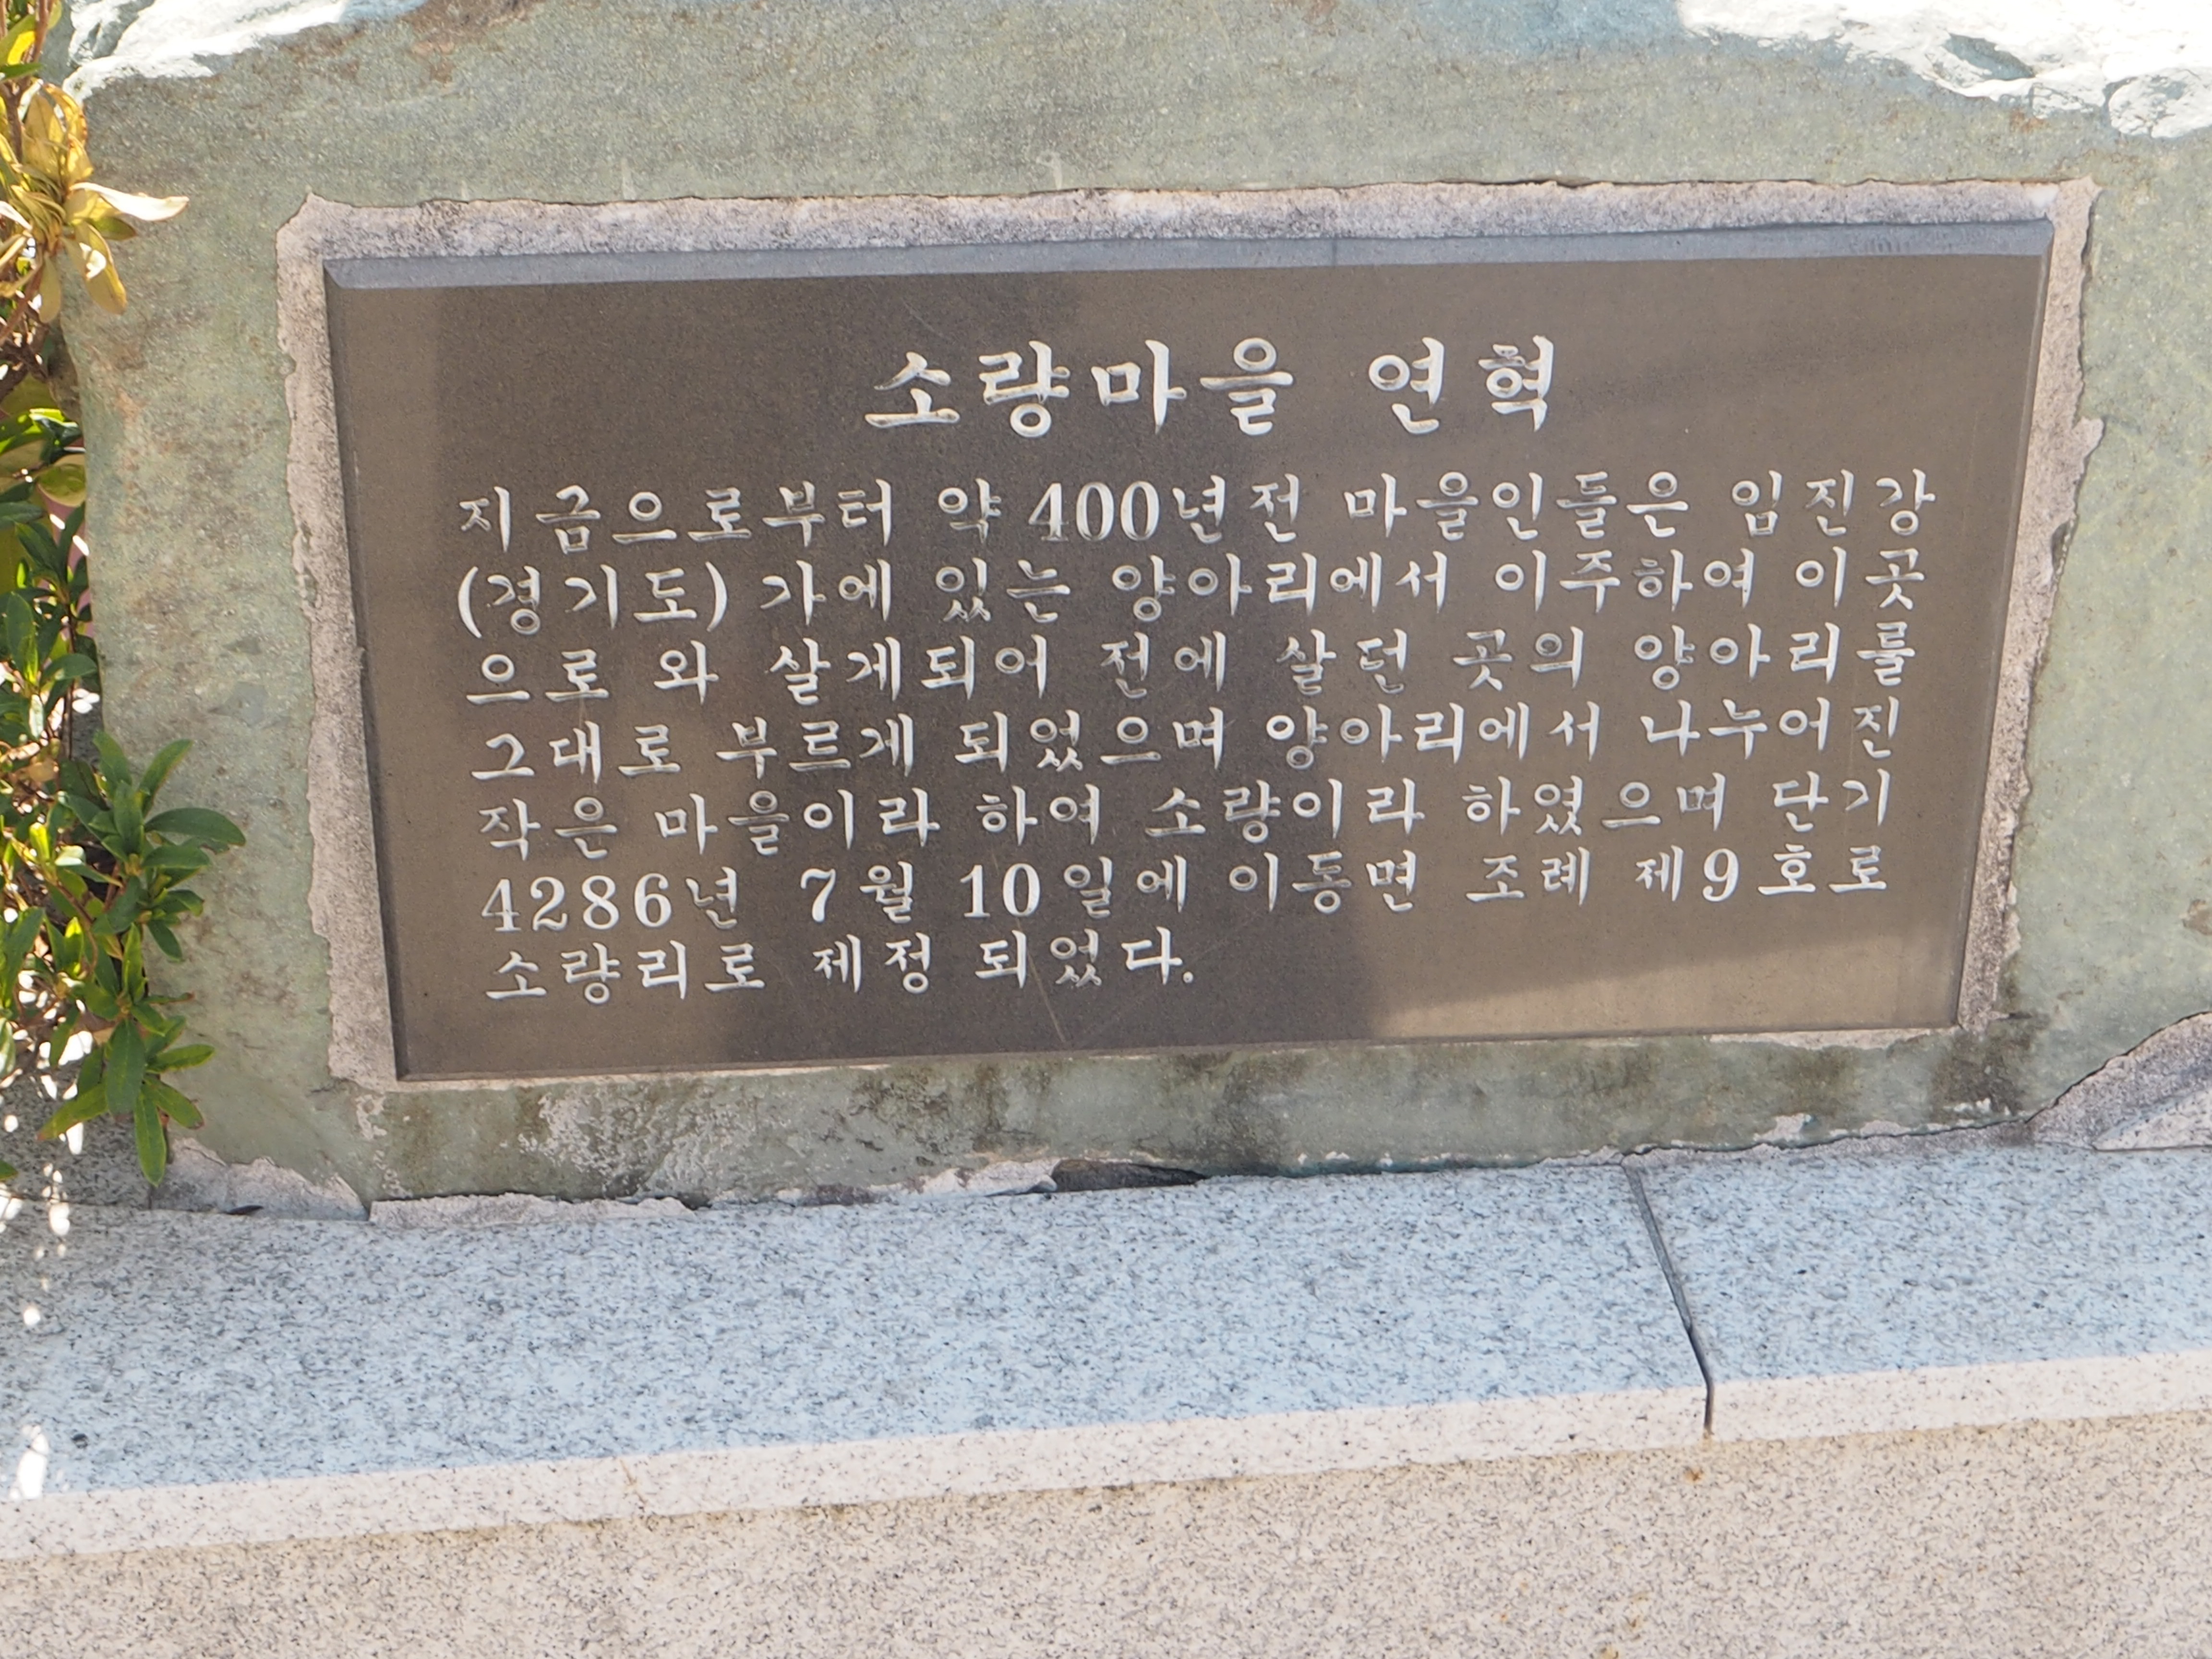 소량마을 연혁
지금으로부터 약 400년전 마을인들은 임진강
(경기도) 가에 있는 양아리에서 이주하여 이곳
으로 와 살게되어 전에 살던 곳의 양아리를
그대로 부르게 되었으며 양아리에서 나누어진
작은 마을이라 하여 소량이라 하였으며 단기
4286년 7월 10일에 이동면 조례 제9호로
소량리로 제정 되었다.